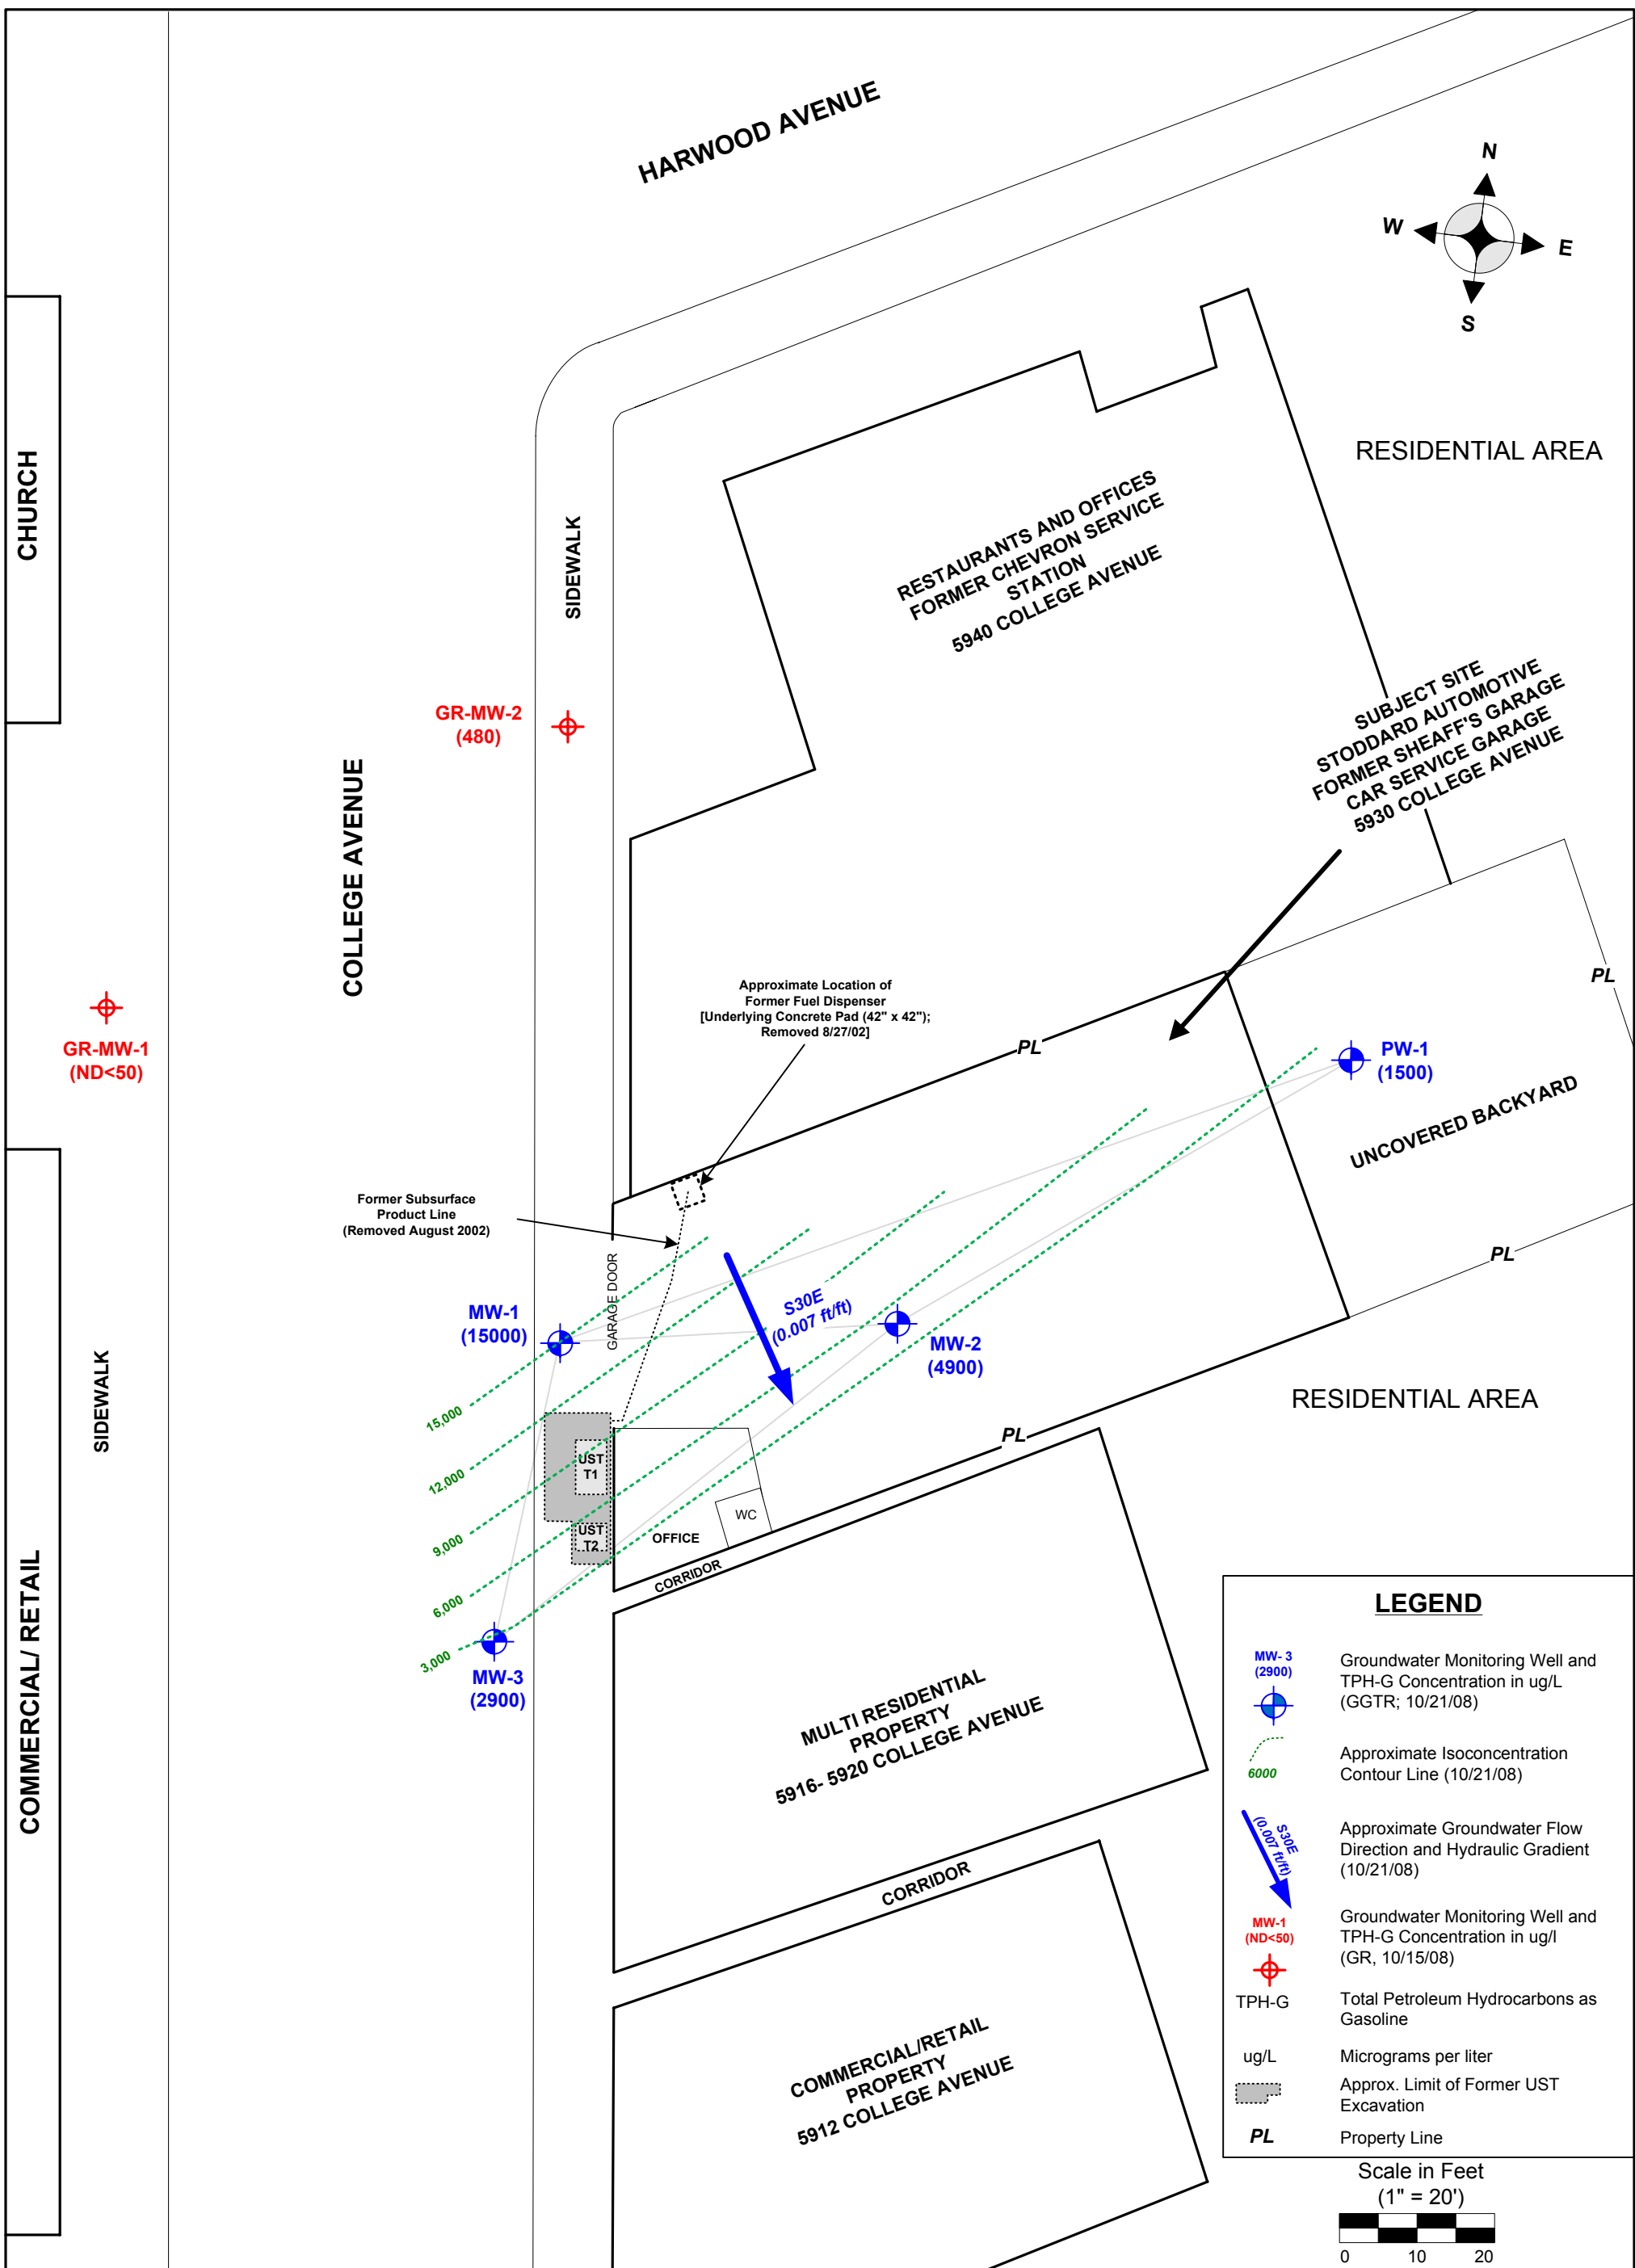 HARWOOD AVENUE
N
W
E
S
CHURCH
RESIDENTIAL AREA
SIDEWALK
RESTAURANTS AND OFFICES
FORMER CHEVRON SERVICE
STATION
5940 COLLEGE AVENUE
SUBJECT SITE
STODDARD AUTOMOTIVE
FORMER SHEAFF'S GARAGE
CAR SERVICE GARAGE
5930 COLLEGE AVENUE
GR-MW-2
(480)
COLLEGE AVENUE
GR-MW-1
(ND<50)
PL
Approximate Location of
Former Fuel Dispenser
[Underlying Concrete Pad (42" x 42");
Removed 8/27/02]
PL
PW-1
(1500)
UNCOVERED BACKYARD
Former Subsurface
Product Line
(Removed August 2002)
GARAGE DOOR
PL
MW-1
(15000)
S30E
(0.007 ft/ft)
MW-2
(4900)
RESIDENTIAL AREA
SIDEWALK
15,000
12,000
9,000
6,000
3,000
PL
UST
T1
UST
T2
OFFICE
WC
CORRIDOR
MW-3
(2900)
COMMERCIAL/ RETAIL
MULTI RESIDENTIAL
PROPERTY
5916- 5920 COLLEGE AVENUE
CORRIDOR
COMMERCIAL/RETAIL
PROPERTY
5912 COLLEGE AVENUE
LEGEND
MW- 3
(2900)
Groundwater Monitoring Well and
TPH-G Concentration in ug/L
(GGTR; 10/21/08)
6000
Approximate Isoconcentration
Contour Line (10/21/08)
S30E
(0.007 ft/ft)
Approximate Groundwater Flow
Direction and Hydraulic Gradient
(10/21/08)
MW-1
(ND<50)
Groundwater Monitoring Well and
TPH-G Concentration in ug/l
(GR, 10/15/08)
TPH-G
Total Petroleum Hydrocarbons as
Gasoline
ug/L
Micrograms per liter
Approx. Limit of Former UST
Excavation
PL
Property Line
Scale in Feet
(1" = 20')
0 10 20